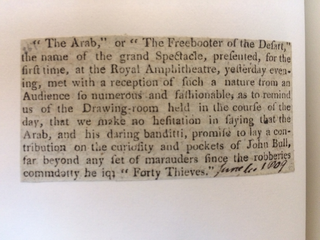 "The Arab," or "The Freebooter of the Desart,"
the name of the grand Spectacle, presented, for the
first time, at the Royal Amphitheatre, yesterday even-
ing, met with a reception of such a nature from an
Audience so numerous and fashionable, as to remind
us of the Drawing-room held in the course of the
day, that we make no hesitation in saying that the
Arab, and his daring banditti, promise to lay a con-
tribution on the curiosity and pockets of John Bull,
far beyond any set of marauders since the robberies
"Forty Thieves." June 1809